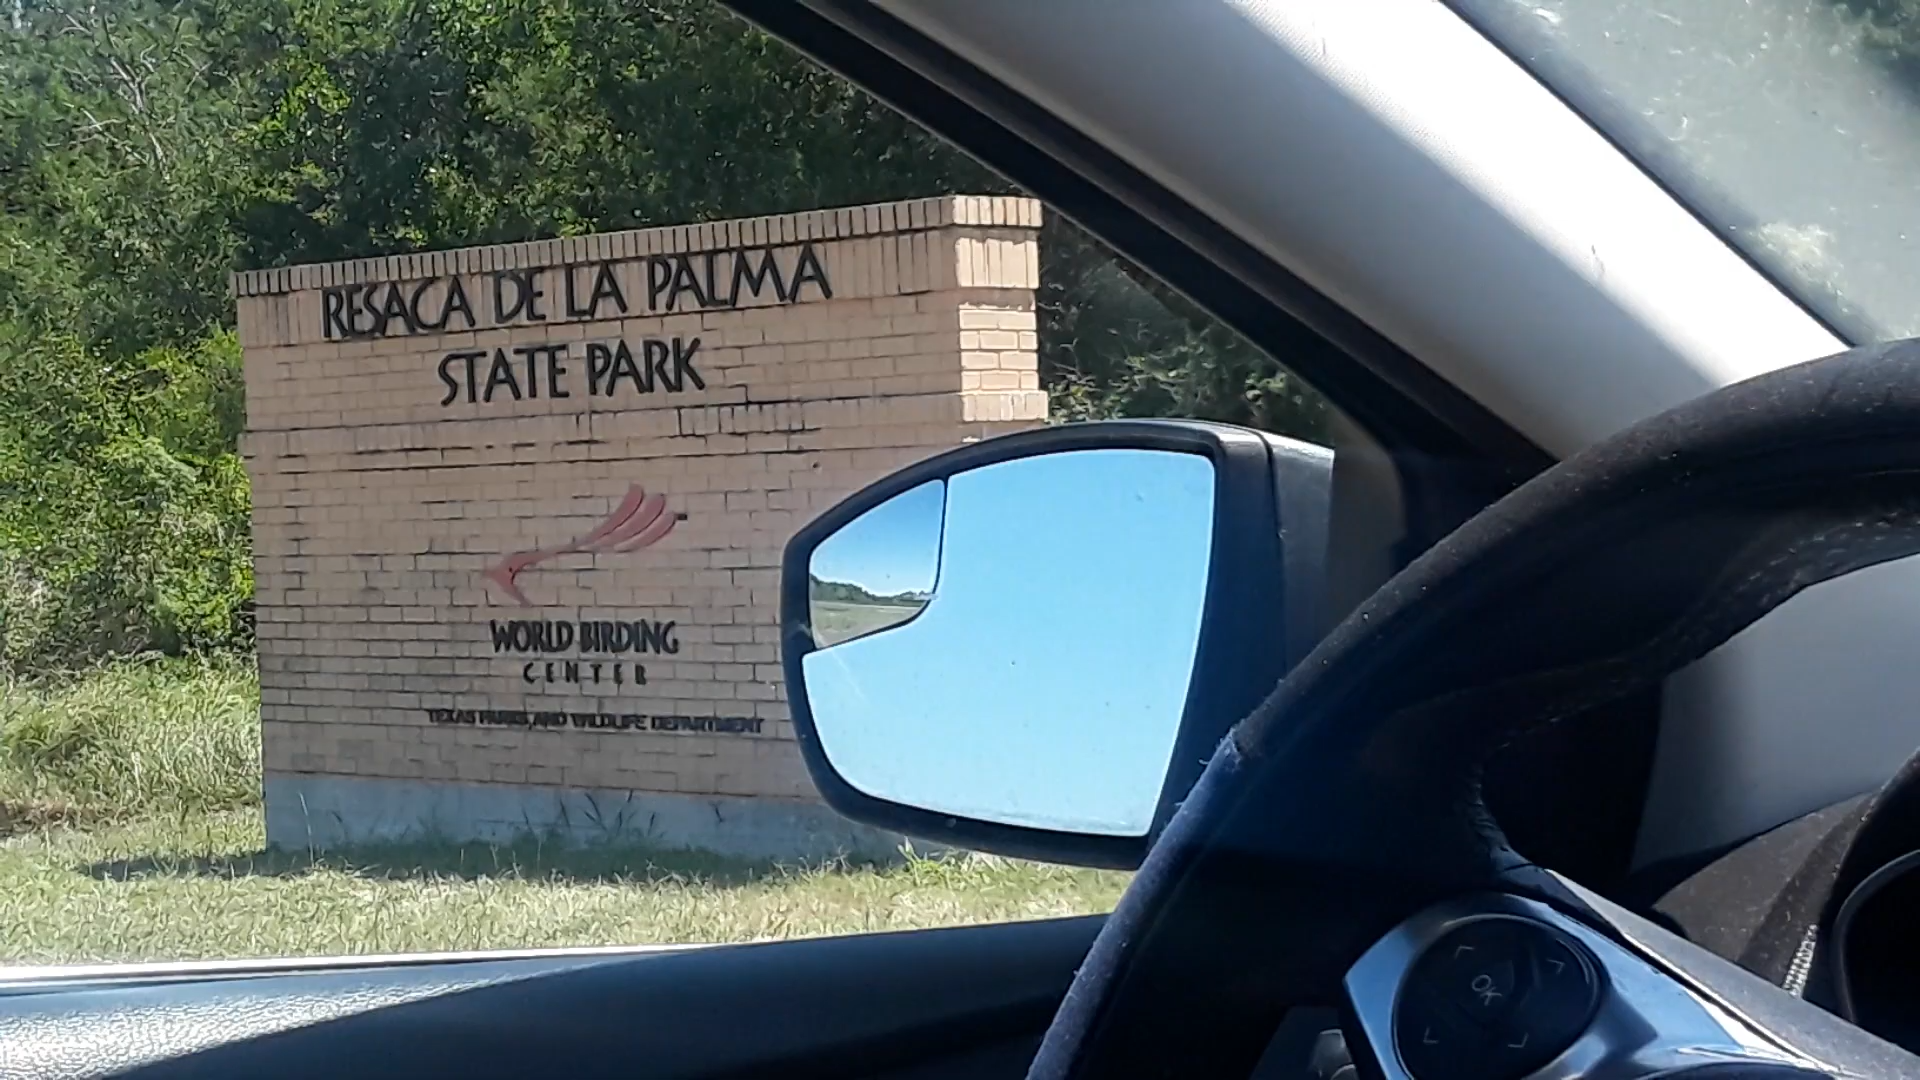 RESACA DE LA PALMA
STATE PARK
WORLD BIRDING
CENTER
TEXAS PARKS AND WILDLIFE DEPARTMENT
OK